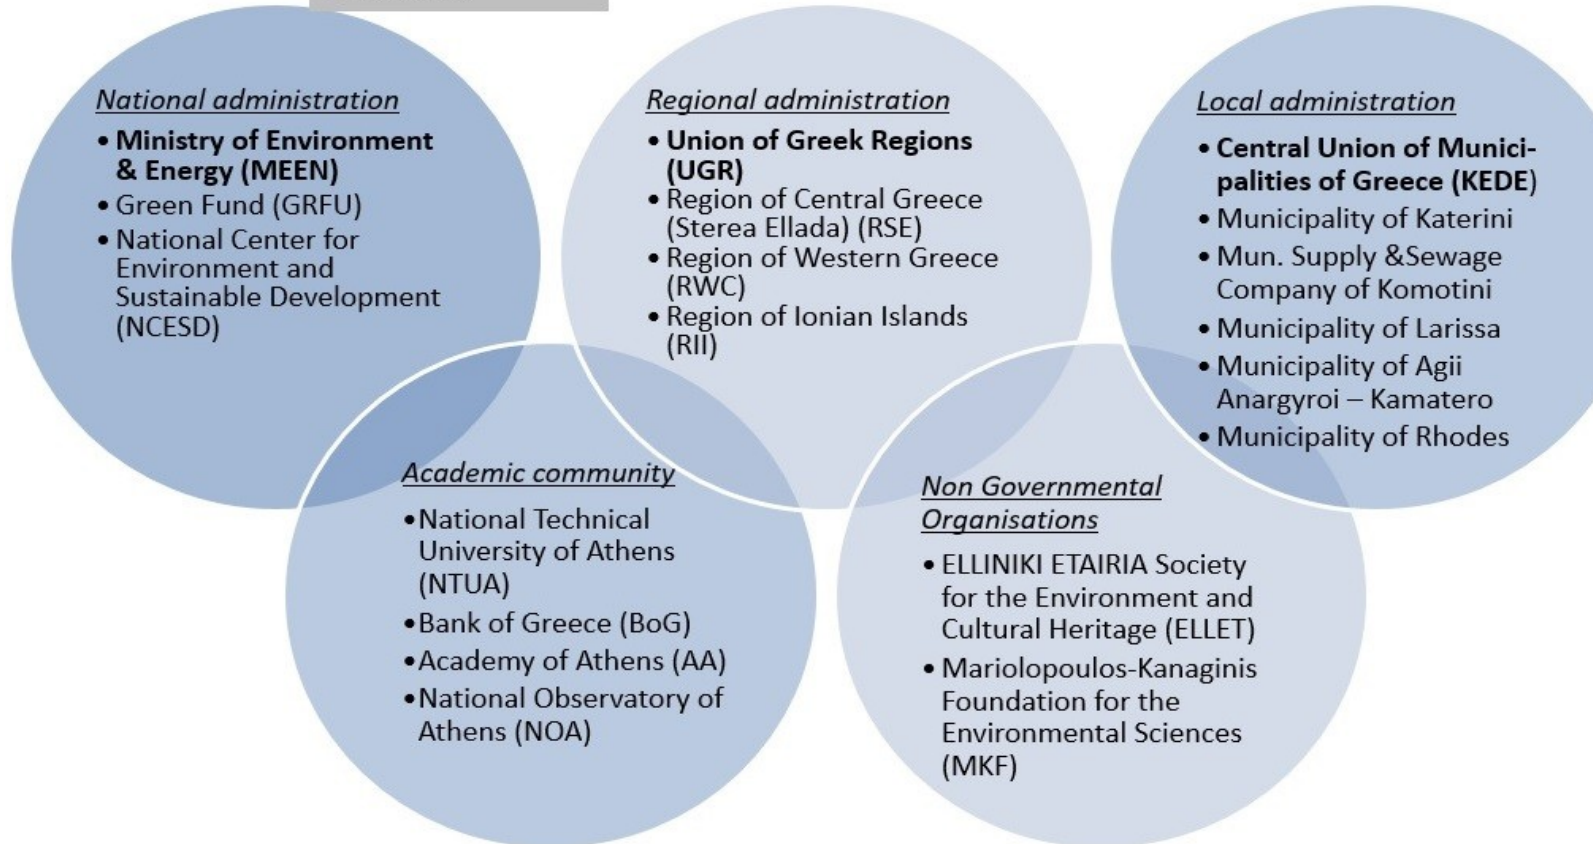 National administration
• Ministry of Environment
& Energy (MEEN)
• Green Fund (GRFU)
• National Center for
Environment and
Sustainable Development
(NCESD)
Regional administration
• Union of Greek Regions
(UGR)
• Region of Central Greece
(Sterea Ellada) (RSE)
• Region of Western Greece
(RWC)
• Region of Ionian Islands
(RII)
Local administration
• Central Union of Munici-
palities of Greece (KEDE)
• Municipality of Katerini
• Mun. Supply &Sewage
Company of Komotini
• Municipality of Larissa
• Municipality of Agii
Anargyroi – Kamatero
• Municipality of Rhodes
Academic community
•National Technical
University of Athens
(NTUA)
•Bank of Greece (BoG)
•Academy of Athens (AA)
•National Observatory of
Athens (NOA)
Non Governmental
Organisations
• ELLINIKI ETAIRIA Society
for the Environment and
Cultural Heritage (ELLET)
• Mariolopoulos-Kanaginis
Foundation for the
Environmental Sciences
(MKF)